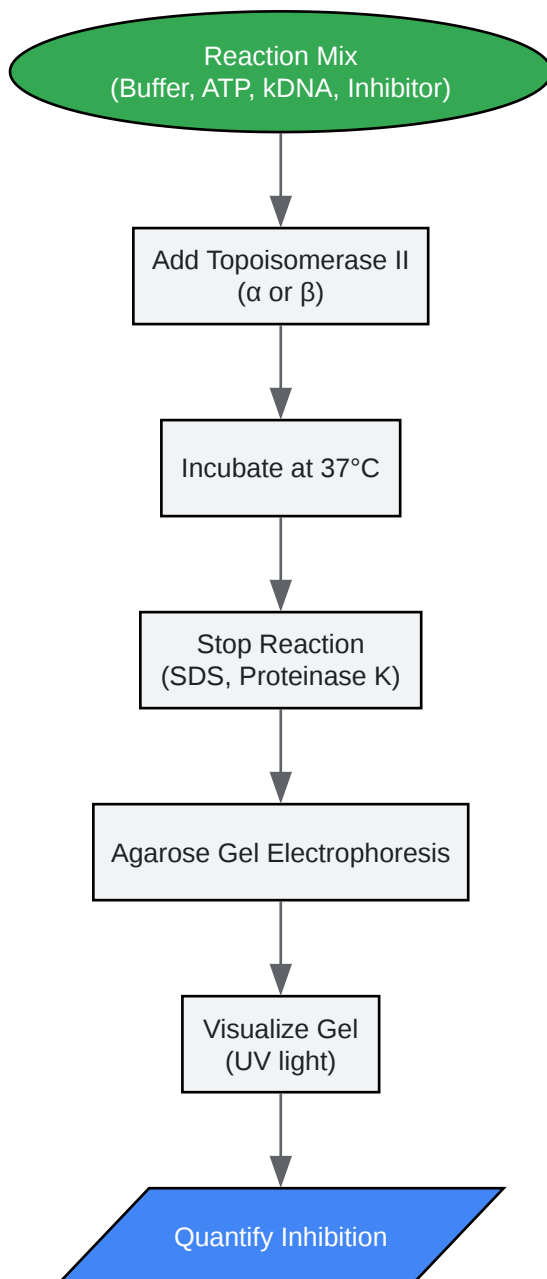 Reaction Mix
(Buffer, ATP, kDNA, Inhibitor)
Add Topoisomerase II
(α or β)
Incubate at 37°C
Stop Reaction
(SDS, Proteinase K)
Agarose Gel Electrophoresis
Visualize Gel
(UV light)
Quantify Inhibition